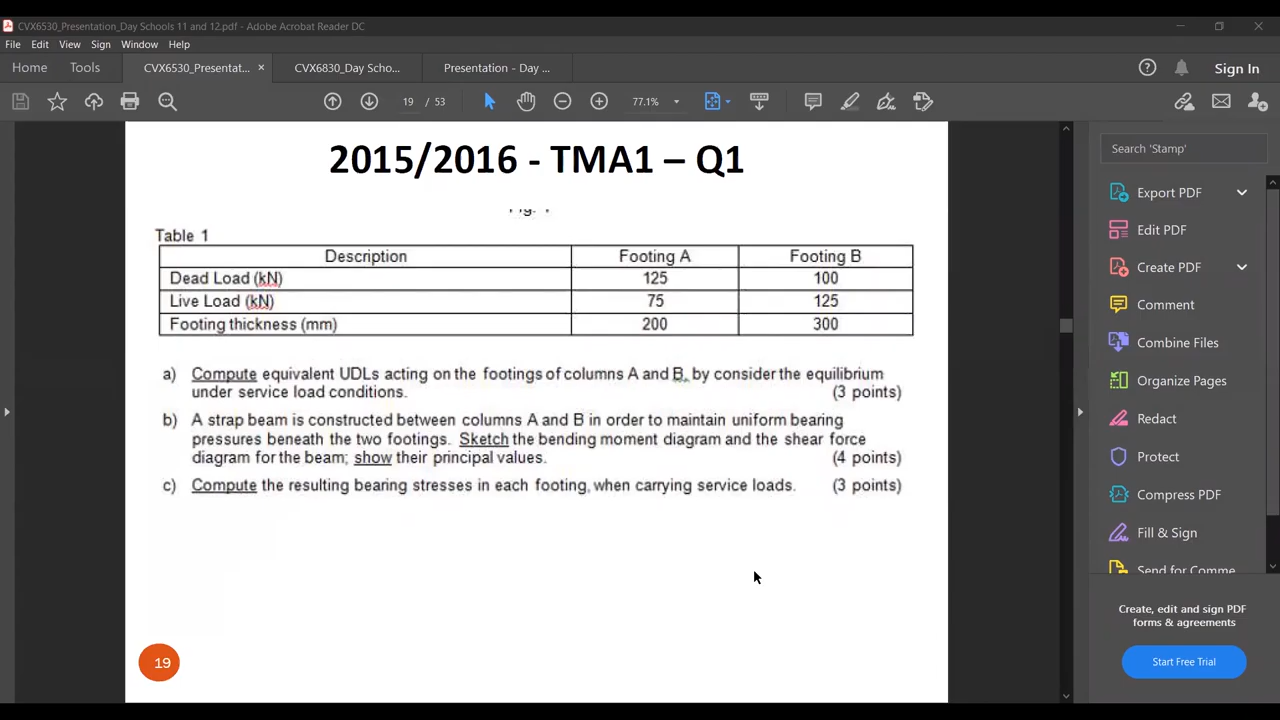 CVX6530_Presentation_Day Schools 11 and 12.pdf - Adobe Acrobat Reader DC
File Edit View Sign Window Help
Home Tools CVX6530_Presentat... × CVX6830_Day Scho... Presentation - Day ... Sign In
19 / 53 77.1%
2015/2016 - TMA1 – Q1
Table 1
Description Footing A Footing B
Dead Load (kN) 125 100
Live Load (kN) 75 125
Footing thickness (mm) 200 300
a) Compute equivalent UDLs acting on the footings of columns A and B, by consider the equilibrium
under service load conditions. (3 points)
b) A strap beam is constructed between columns A and B in order to maintain uniform bearing
pressures beneath the two footings. Sketch the bending moment diagram and the shear force
diagram for the beam; show their principal values. (4 points)
c) Compute the resulting bearing stresses in each footing, when carrying service loads. (3 points)
19
Search 'Stamp'
Export PDF
Edit PDF
Create PDF
Comment
Combine Files
Organize Pages
Redact
Protect
Compress PDF
Fill & Sign
Send for Comme
Create, edit and sign PDF
forms & agreements
Start Free Trial